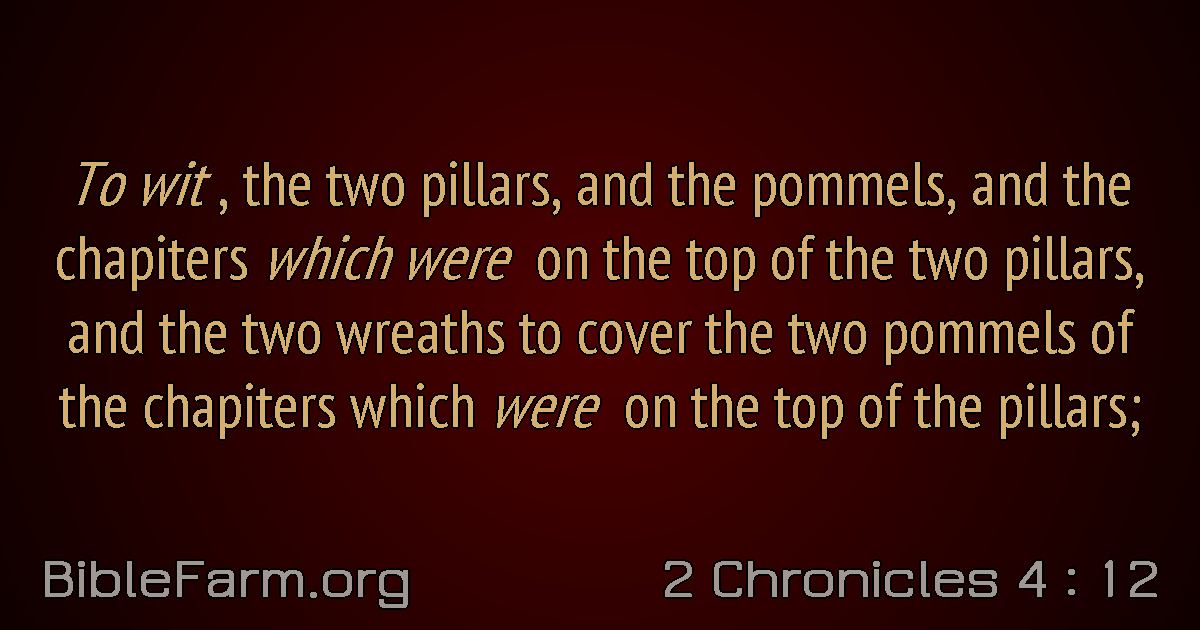 To wit , the two pillars, and the pommels, and the
chapiters which were on the top of the two pillars,
and the two wreaths to cover the two pommels of
the chapiters which were on the top of the pillars;
BibleFarm.org
2 Chronicles 4 : 12